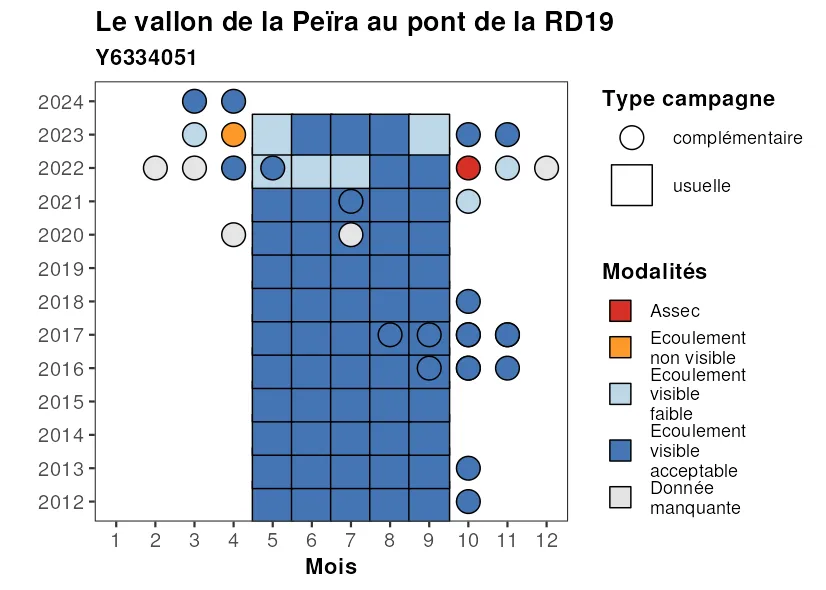 Le vallon de la Peïra au pont de la RD19
Y6334051
2024
2023
2022
2021
2020
2019
2018
2017
2016
2015
2014
2013
2012
1 2 3 4 5 6 7 8 9 10 11 12
Mois
Type campagne
complémentaire
usuelle
Modalités
Assec
Ecoulement
non visible
Ecoulement
visible
faible
Ecoulement
visible
acceptable
Donnée
manquante